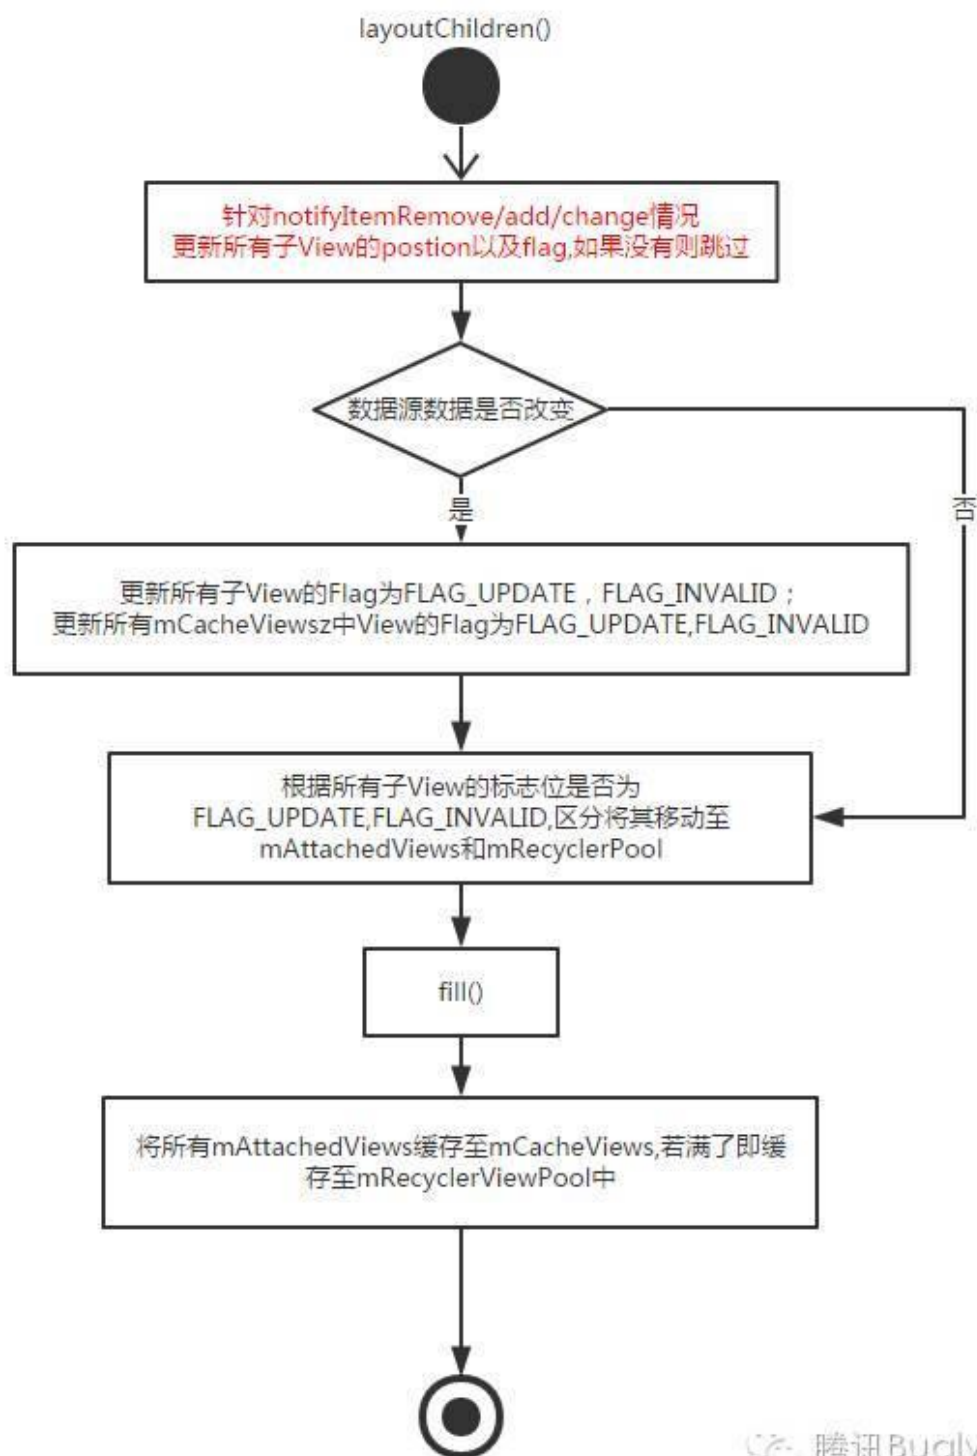 layoutChildren()
针对notifyItemRemove/add/change情况
更新所有子View的postion以及flag,如果没有则跳过
数据源数据是否改变
是
否
更新所有子View的Flag为FLAG_UPDATE，FLAG_INVALID；
更新所有mCacheViewsz中View的Flag为FLAG_UPDATE,FLAG_INVALID
根据所有子View的标志位是否为
FLAG_UPDATE,FLAG_INVALID,区分将其移动至
mAttachedViews和mRecyclerPool
fill()
将所有mAttachedViews缓存至mCacheViews,若满了即缓
存至mRecyclerViewPool中
腾讯Bugly